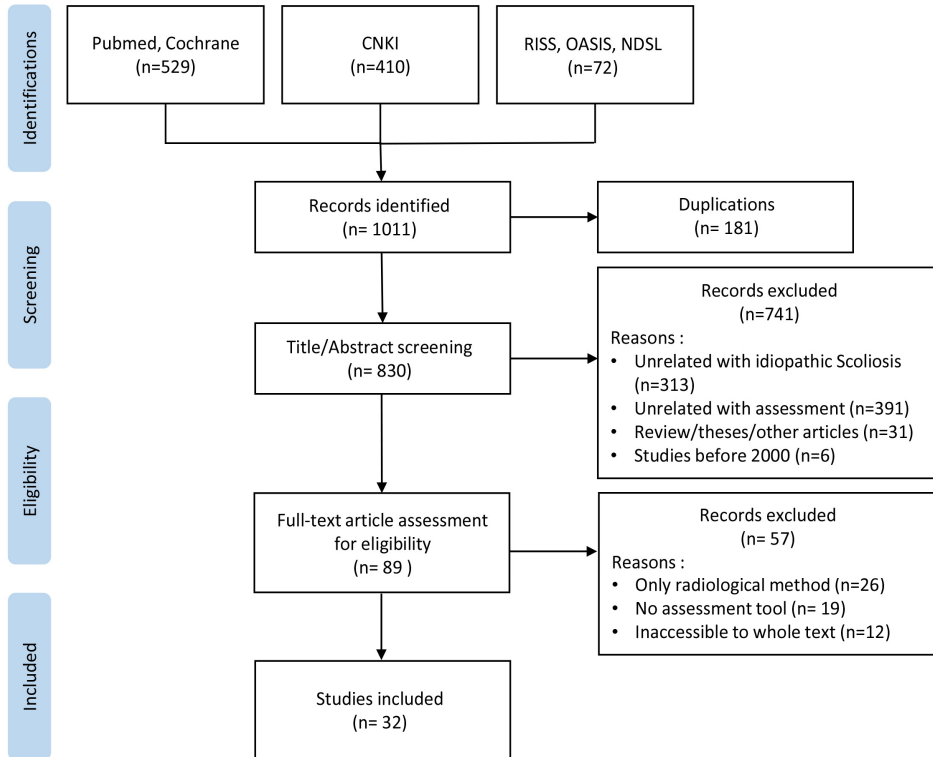 Identifications
Pubmed, Cochrane
(n=529)
CNKI
(n=410)
RISS, OASIS, NDSL
(n=72)
Records identified
(n= 1011)
Duplications
(n= 181)
Screening
Title/Abstract screening
(n= 830)
Records excluded
(n=741)
Reasons :
• Unrelated with idiopathic Scoliosis
(n=313)
• Unrelated with assessment (n=391)
• Review/theses/other articles (n=31)
• Studies before 2000 (n=6)
Eligibility
Full-text article assessment
for eligibility
(n= 89 )
Records excluded
(n= 57)
Reasons :
• Only radiological method (n=26)
• No assessment tool (n= 19)
• Inaccessible to whole text (n=12)
Included
Studies included
(n= 32)